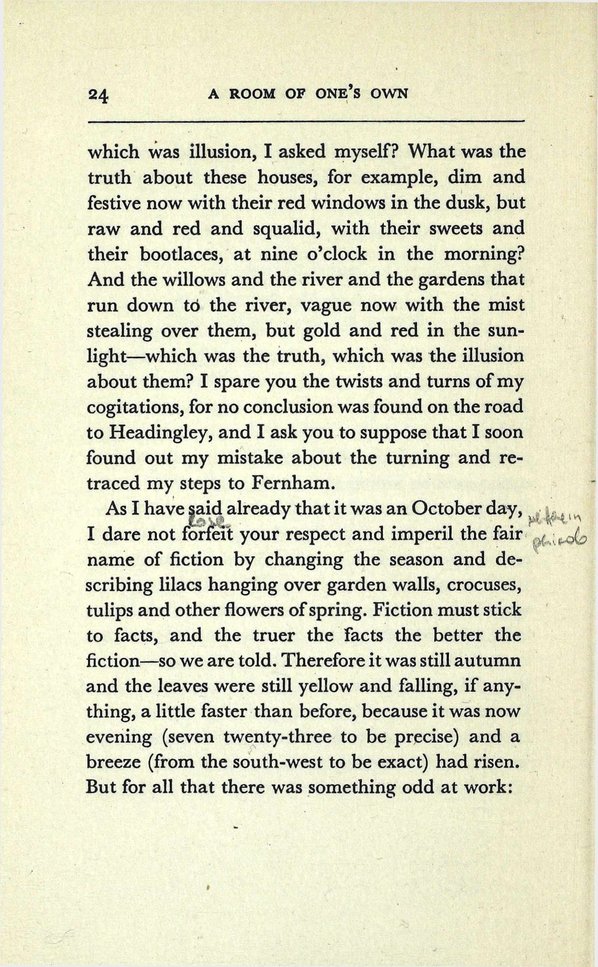 24 A ROOM OF ONE'S OWN
which was illusion, I asked myself? What was the
truth about these houses, for example, dim and
festive now with their red windows in the dusk, but
raw and red and squalid, with their sweets and
their bootlaces, at nine o'clock in the morning?
And the willows and the river and the gardens that
run down to the river, vague now with the mist
stealing over them, but gold and red in the sun-
light—which was the truth, which was the illusion
about them? I spare you the twists and turns of my
cogitations, for no conclusion was found on the road
to Headingley, and I ask you to suppose that I soon
found out my mistake about the turning and re-
traced my steps to Fernham.
As I have said already that it was an October day,
lose
I dare not forfeit your respect and imperil the fair
name of fiction by changing the season and de-
scribing lilacs hanging over garden walls, crocuses,
tulips and other flowers of spring. Fiction must stick
to facts, and the truer the facts the better the
fiction—so we are told. Therefore it was still autumn
and the leaves were still yellow and falling, if any-
thing, a little faster than before, because it was now
evening (seven twenty-three to be precise) and a
breeze (from the south-west to be exact) had risen.
But for all that there was something odd at work: